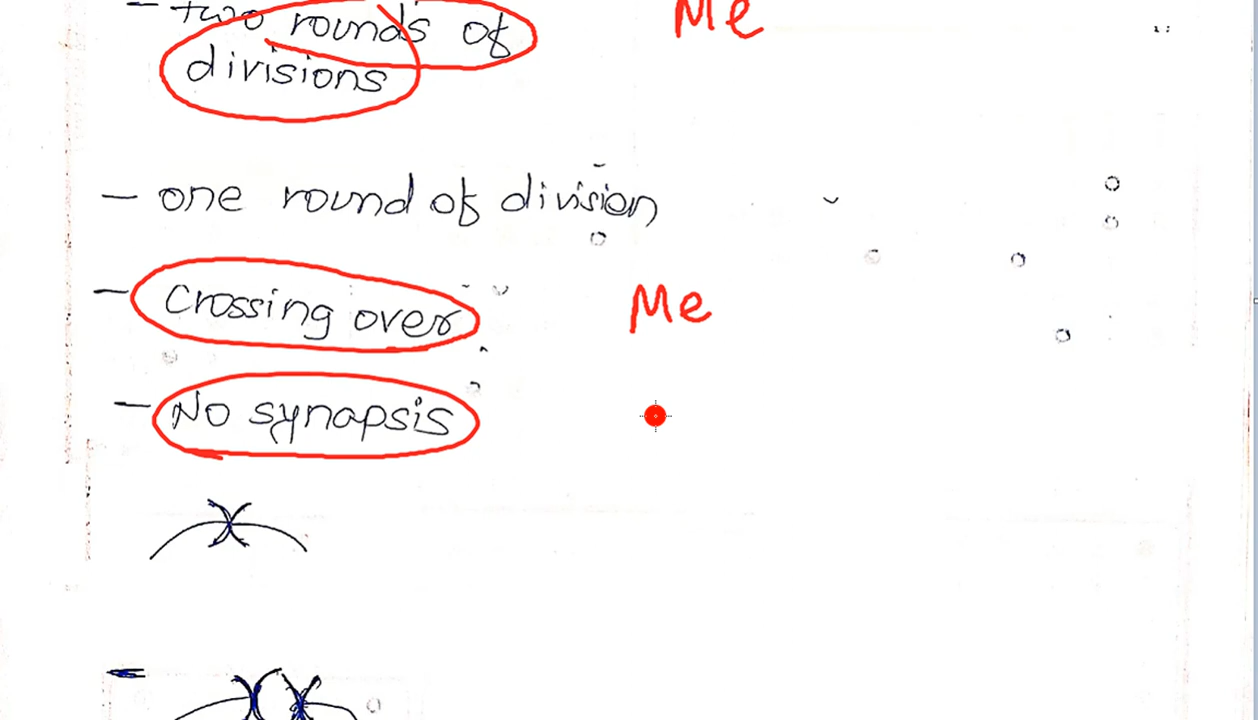 - two rounds of Me
divisions
- one round of division
- Crossing over Me
- No synapsis